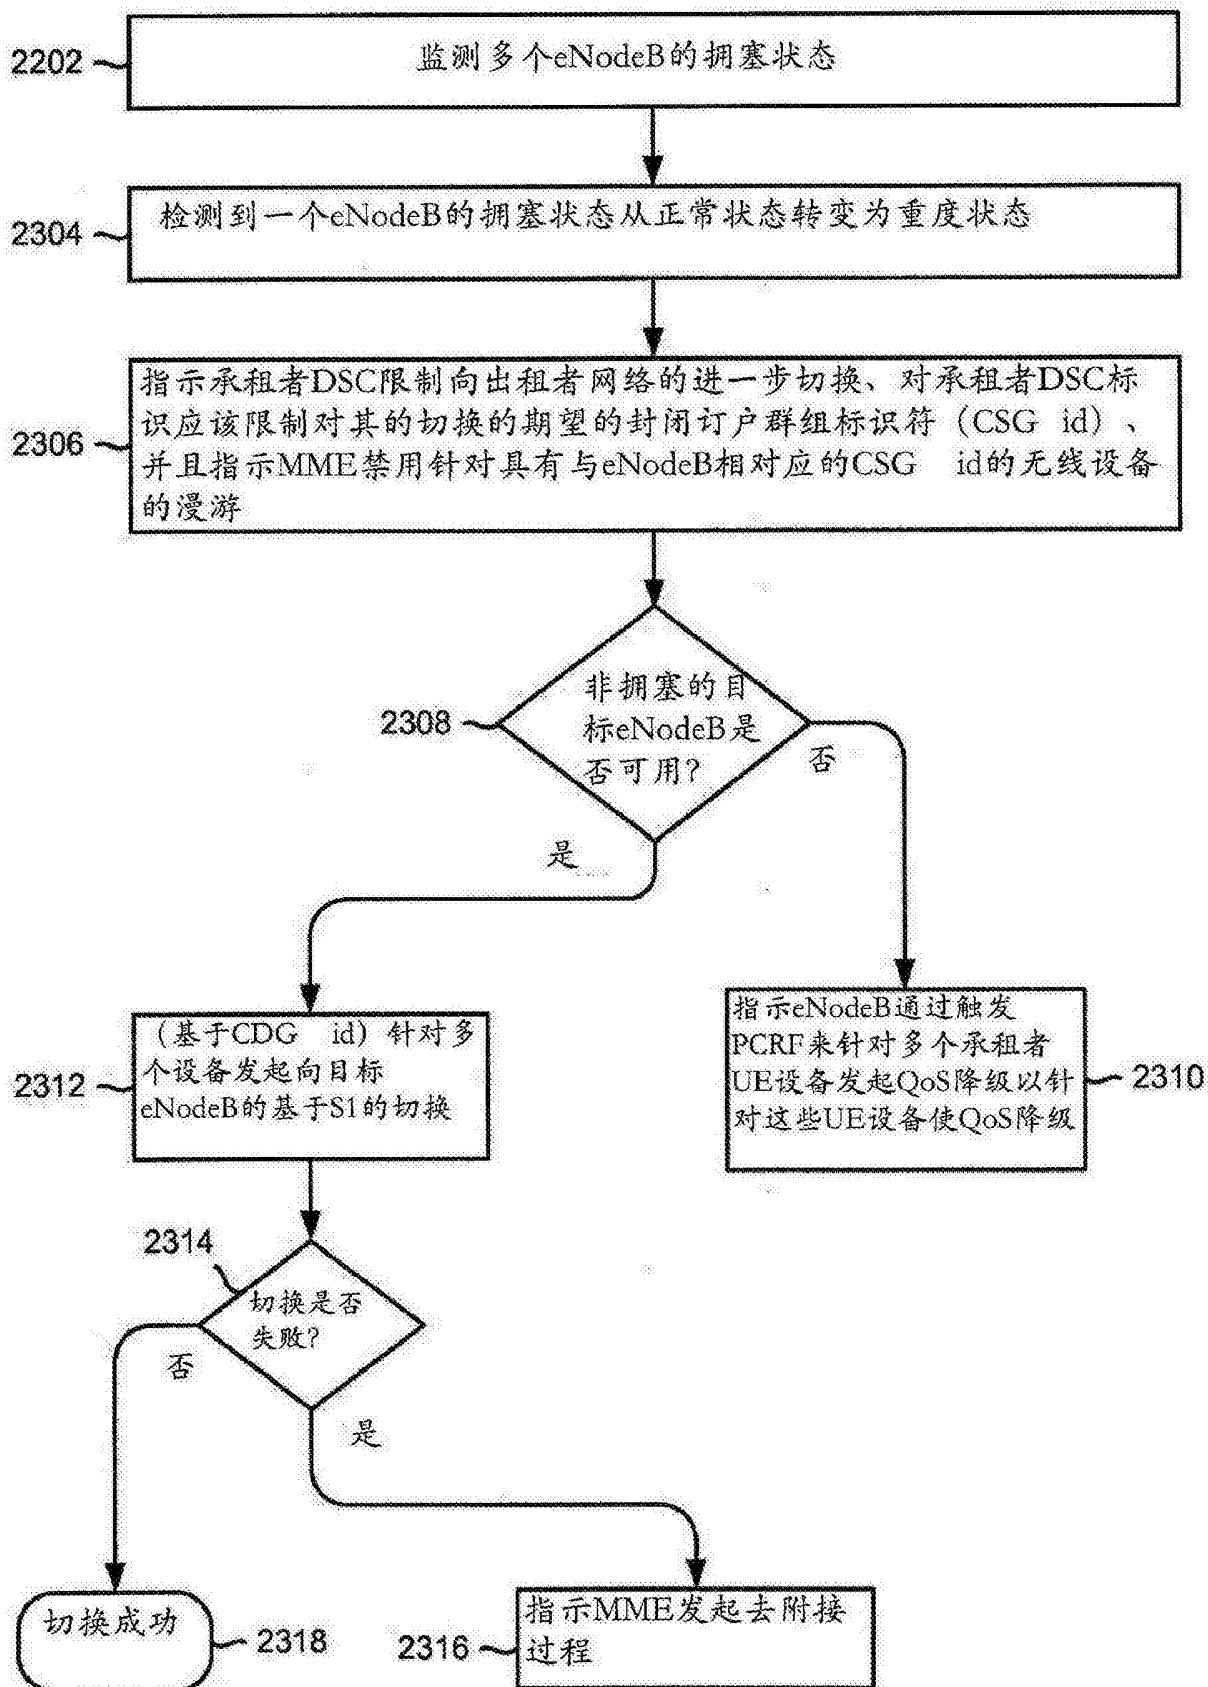 2202
监测多个eNodeB的拥塞状态
2304
检测到一个eNodeB的拥塞状态从正常状态转变为重度状态
2306
指示承租者DSC限制向出租者网络的进一步切换、对承租者DSC标
识应该限制对其的切换的期望的封闭订户群组标识符（CSG id）、
并且指示MME禁用针对具有与eNodeB相对应的CSG id的无线设备
的漫游
2308
非拥塞的目
标eNodeB是
否可用?
否
是
2312
（基于CDG id）针对多
个设备发起向目标
eNodeB的基于S1的切换
指示eNodeB通过触发
PCRF来针对多个承租者
UE设备发起QoS降级以针
对这些UE设备使QoS降级
2310
2314
切换是否
失败?
否
是
切换成功
2318
2316
指示MME发起去附接
过程